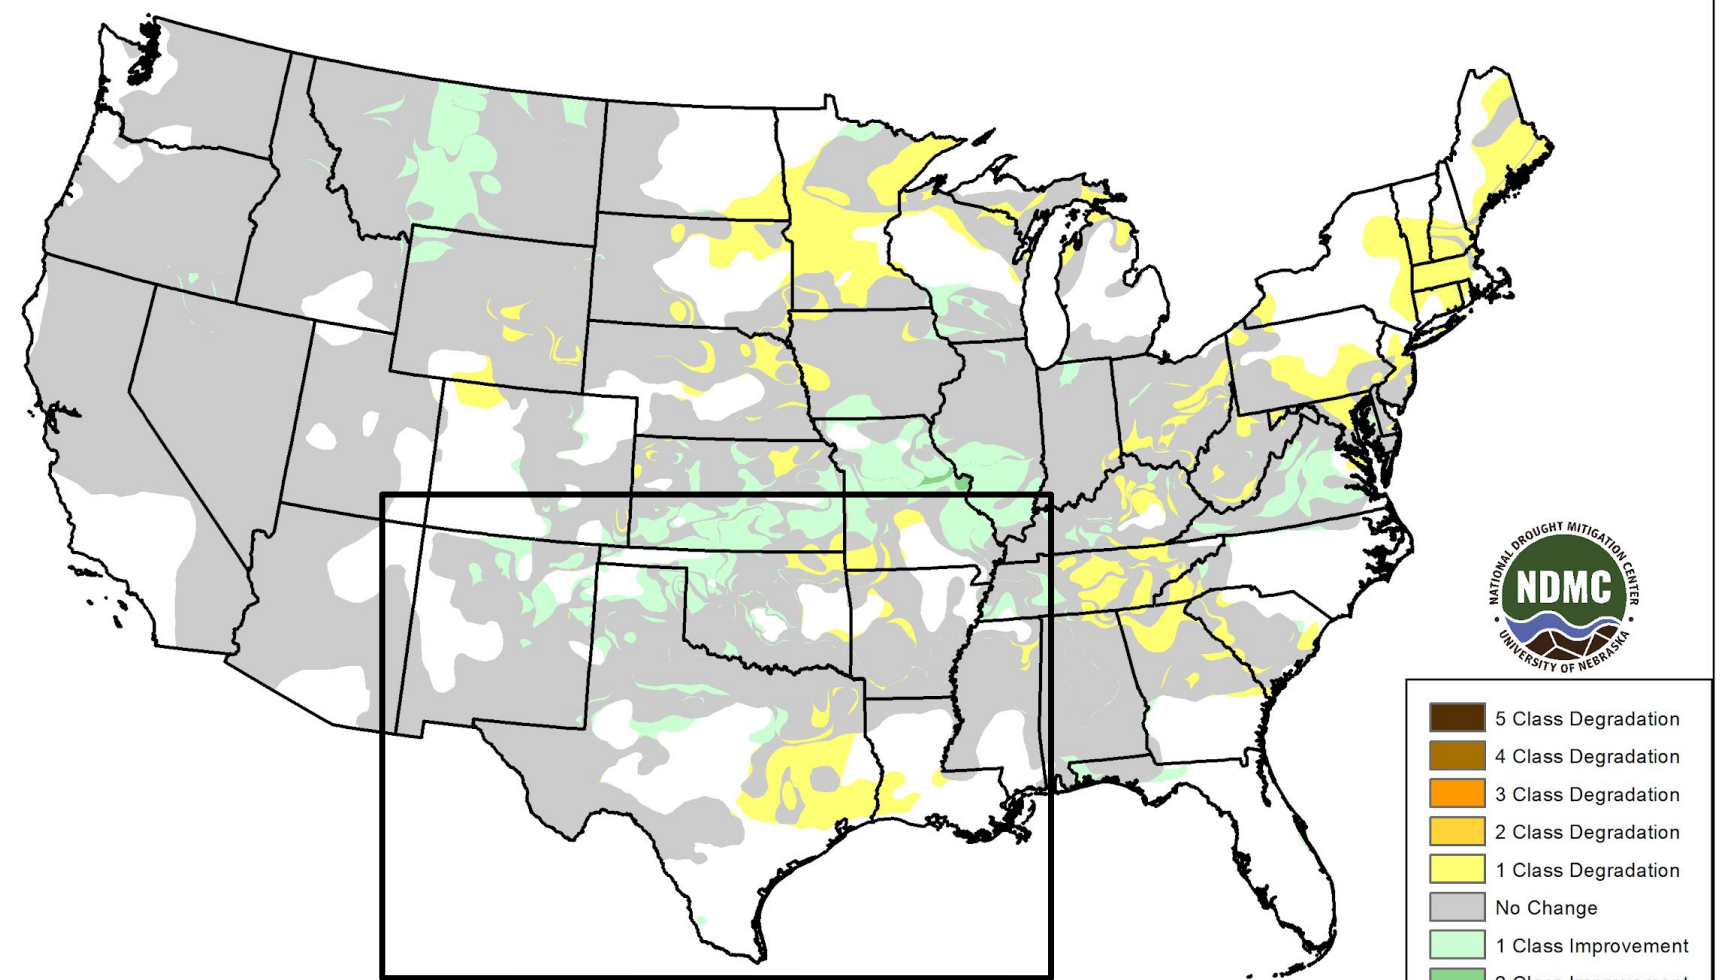 NATIONAL DROUGHT MITIGATION CENTER
NDMC
UNIVERSITY OF NEBRASKA
5 Class Degradation
4 Class Degradation
3 Class Degradation
2 Class Degradation
1 Class Degradation
No Change
1 Class Improvement